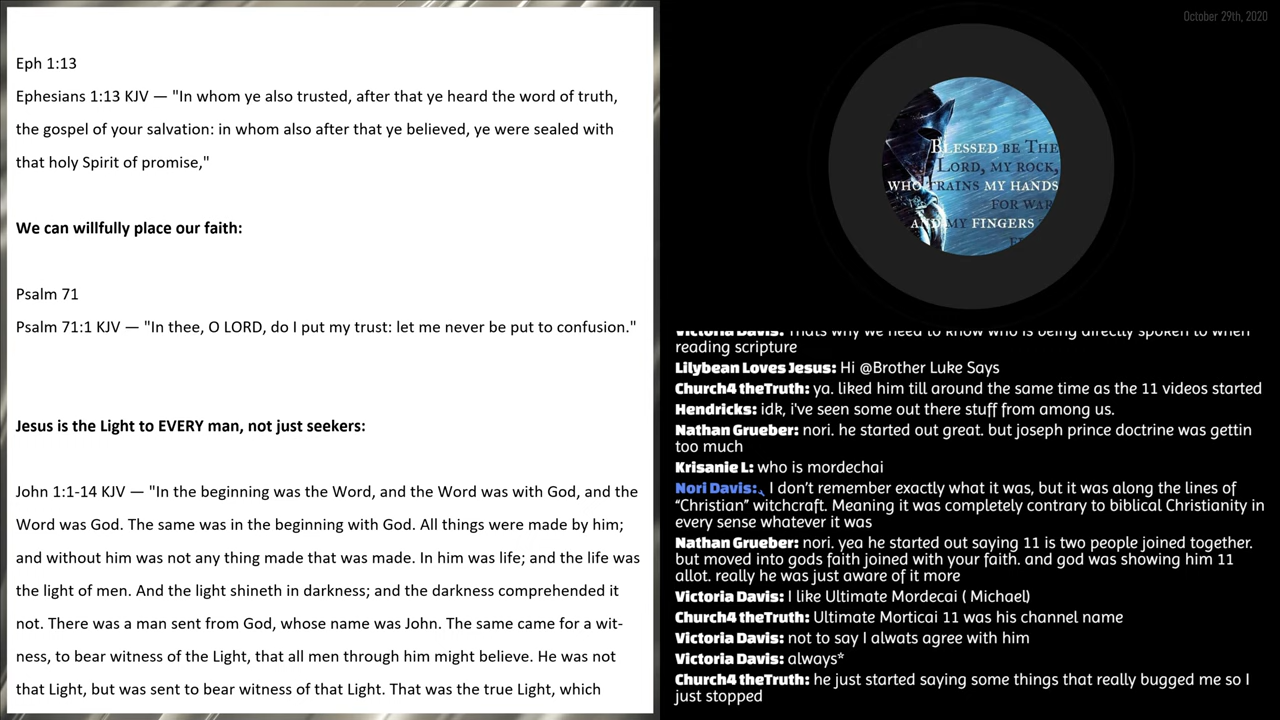 Eph 1:13
Ephesians 1:13 KJV — "In whom ye also trusted, after that ye heard the word of truth,
the gospel of your salvation: in whom also after that ye believed, ye were sealed with
that holy Spirit of promise,"
We can willfully place our faith:
Psalm 71
Psalm 71:1 KJV — "In thee, O LORD, do I put my trust: let me never be put to confusion."
Jesus is the Light to EVERY man, not just seekers:
John 1:1-14 KJV — "In the beginning was the Word, and the Word was with God, and the
Word was God. The same was in the beginning with God. All things were made by him;
and without him was not any thing made that was made. In him was life; and the life was
the light of men. And the light shineth in darkness; and the darkness comprehended it
not. There was a man sent from God, whose name was John. The same came for a wit-
ness, to bear witness of the Light, that all men through him might believe. He was not
that Light, but was sent to bear witness of that Light. That was the true Light, which
October 29th, 2020
BLESSED BE THE
LORD, MY ROCK,
WHO TRAINS MY HANDS
FOR WAR
AND MY FINGERS
Victoria Davis: Thats why we need to know who is being directly spoken to when
reading scripture
Lilybean Loves Jesus: Hi @Brother Luke Says
Church4 theTruth: ya. liked him till around the same time as the 11 videos started
Hendricks: idk, i've seen some out there stuff from among us.
Nathan Grueber: nori. he started out great. but joseph prince doctrine was gettin
too much
Krisanie L: who is mordechai
Nori Davis: I don't remember exactly what it was, but it was along the lines of
“Christian” witchcraft. Meaning it was completely contrary to biblical Christianity in
every sense whatever it was
Nathan Grueber: nori. yea he started out saying 11 is two people joined together.
but moved into gods faith joined with your faith. and god was showing him 11
allot. really he was just aware of it more
Victoria Davis: I like Ultimate Mordecai ( Michael)
Church4 theTruth: Ultimate Morticai 11 was his channel name
Victoria Davis: not to say I alwats agree with him
Victoria Davis: always*
Church4 theTruth: he just started saying some things that really bugged me so I
just stopped